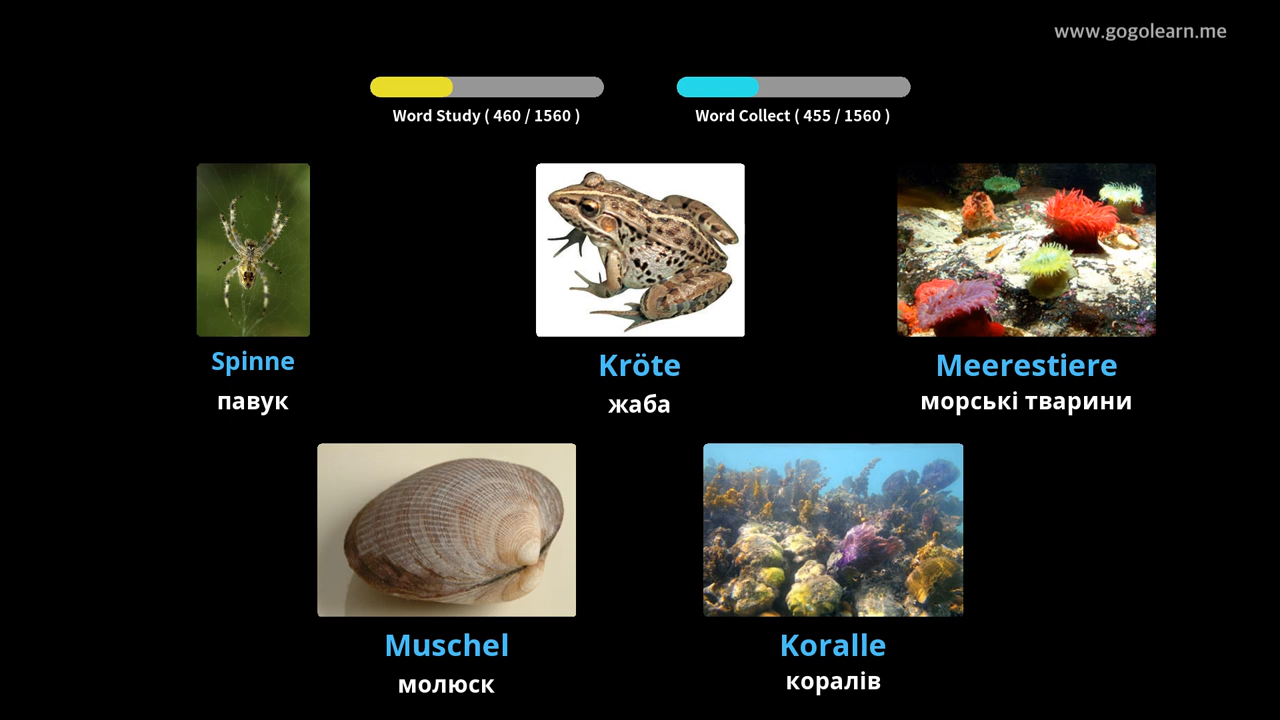 www.gogolearn.me
Word Study ( 460 / 1560 )
Word Collect ( 455 / 1560 )
Spinne
павук
Kröte
жаба
Meerestiere
морські тварини
Muschel
молюск
Koralle
коралів